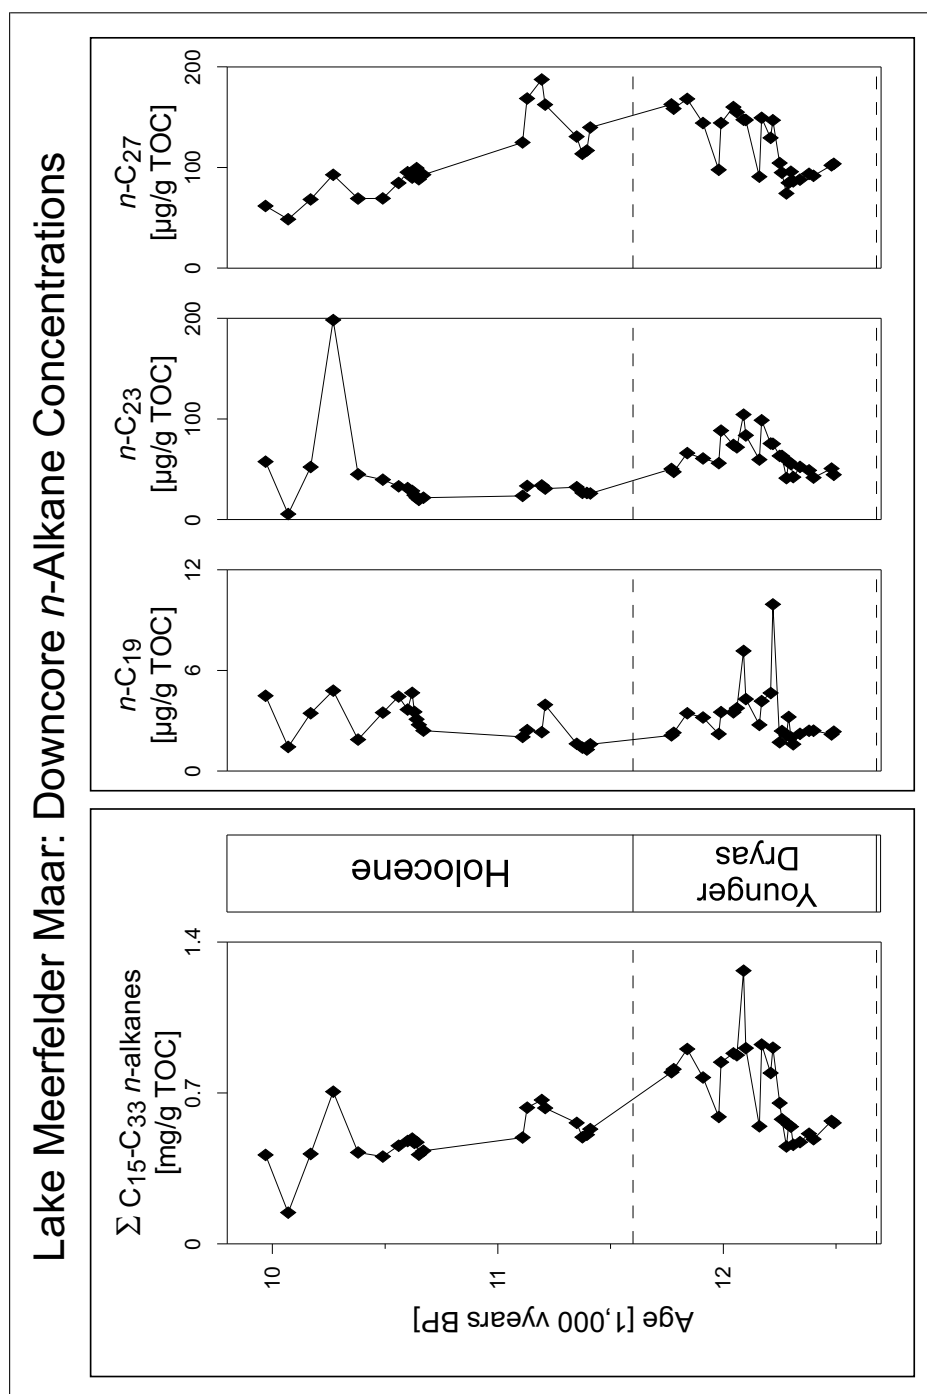 Lake Meerfelder Maar: Downcore n-Alkane Concentrations
Σ C15-C33 n-alkanes
[mg/g TOC]
0
0.7
1.4
n-C19
[µg/g TOC]
0
6
12
n-C23
[µg/g TOC]
0
100
200
n-C27
[µg/g TOC]
0
100
200
Holocene
Younger
Dryas
10
11
12
Age [1,000 vyears BP]